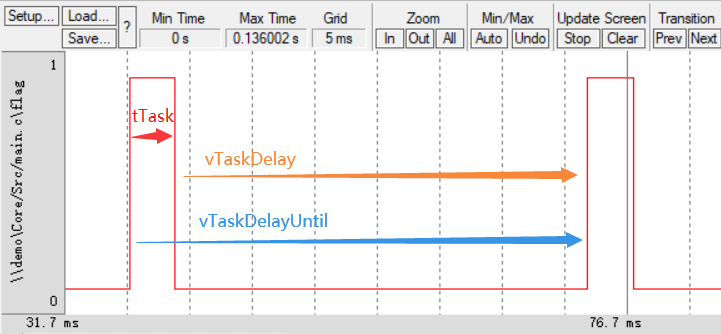 Setup... Load... Save... ? Min Time Max Time Grid Zoom Min/Max Update Screen Transition
0 s 0.136002 s 5 ms In Out All Auto Undo Stop Clear Prev Next
1
tTask
vTaskDelay
vTaskDelayUntil
\\demo\Core/Src/main.c\flag
0
31.7 ms 76.7 ms